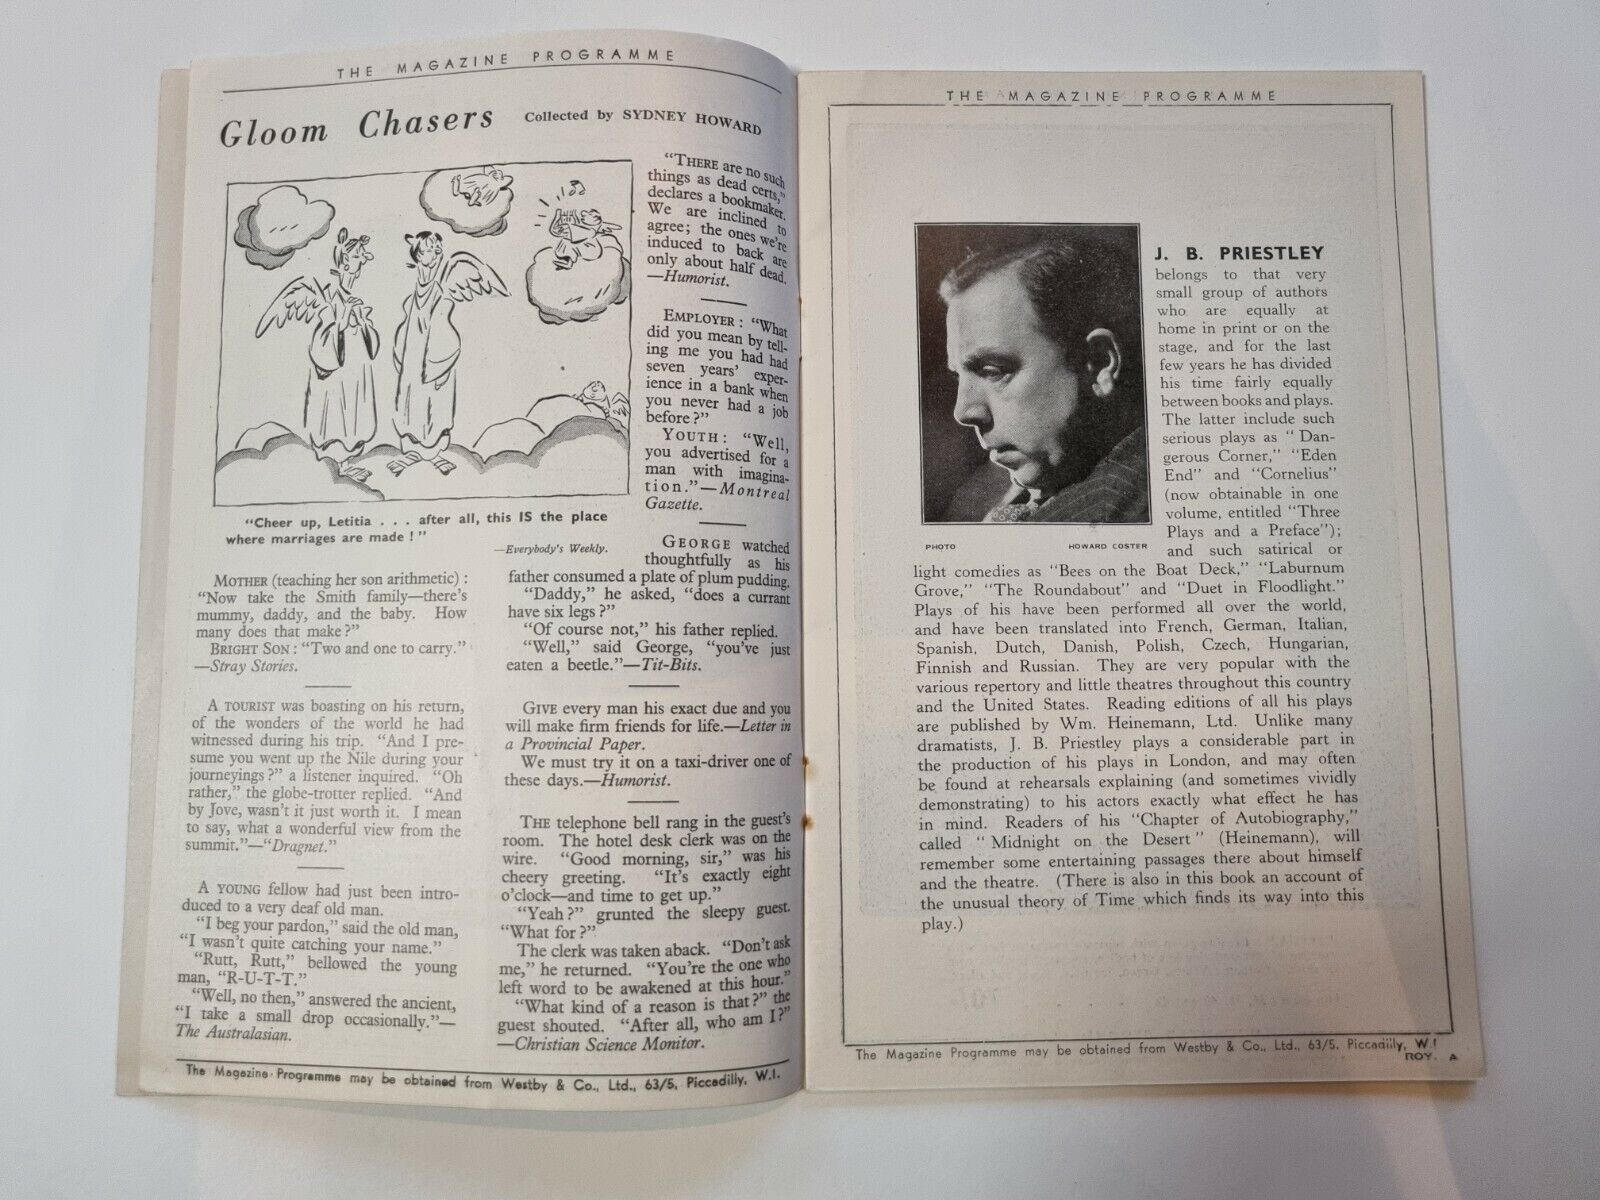 THE MAGAZINE PROGRAMME
Gloom Chasers Collected by SYDNEY HOWARD
"Cheer up, Letitia . . . after all, this IS the place
where marriages are made!"
—Everybody's Weekly.
MOTHER (teaching her son arithmetic) :
"Now take the Smith family—there's
mummy, daddy, and the baby. How
many does that make?"
BRIGHT SON : "Two and one to carry."
—Stray Stories.
A TOURIST was boasting on his return,
of the wonders of the world he had
witnessed during his trip. "And I pre-
sume you went up the Nile during your
journeyings?" a listener inquired. "Oh
rather," the globe-trotter replied. "And
by Jove, wasn't it just worth it. I mean
to say, what a wonderful view from the
summit."—"Dragnet."
A YOUNG fellow had just been intro-
duced to a very deaf old man.
"I beg your pardon," said the old man,
"I wasn't quite catching your name."
"Rutt, Rutt," bellowed the young
man, "R-U-T-T."
"Well, no then," answered the ancient,
"I take a small drop occasionally."—
The Australasian.
"THERE are no such
things as dead certs,"
declares a bookmaker.
We are inclined to
agree; the ones we're
induced to back are
only about half dead.
—Humorist.
EMPLOYER : "What
did you mean by tell-
ing me you had had
seven years' exper-
ience in a bank when
you never had a job
before?"
YOUTH : "Well,
you advertised for a
man with imagina-
tion."—Montreal
Gazette.
GEORGE watched
thoughtfully as his
father consumed a plate of plum pudding.
"Daddy," he asked, "does a currant
have six legs?"
"Of course not," his father replied.
"Well," said George, "you've just
eaten a beetle."—Tit-Bits.
GIVE every man his exact due and you
will make firm friends for life.—Letter in
a Provincial Paper.
We must try it on a taxi-driver one of
these days.—Humorist.
THE telephone bell rang in the guest's
room. The hotel desk clerk was on the
wire. "Good morning, sir," was his
cheery greeting. "It's exactly eight
o'clock—and time to get up."
"Yeah?" grunted the sleepy guest.
"What for?"
The clerk was taken aback. "Don't ask
me," he returned. "You're the one who
left word to be awakened at this hour."
"What kind of a reason is that?" the
guest shouted. "After all, who am I?"
—Christian Science Monitor.
The Magazine Programme may be obtained from Westby & Co., Ltd., 63/5, Piccadilly, W.1.
THE MAGAZINE PROGRAMME
PHOTO HOWARD COSTER
J. B. PRIESTLEY
belongs to that very
small group of authors
who are equally at
home in print or on the
stage, and for the last
few years he has divided
his time fairly equally
between books and plays.
The latter include such
serious plays as "Dan-
gerous Corner," "Eden
End" and "Cornelius"
(now obtainable in one
volume, entitled "Three
Plays and a Preface");
and such satirical or
light comedies as "Bees on the Boat Deck," "Laburnum
Grove," "The Roundabout" and "Duet in Floodlight."
Plays of his have been performed all over the world,
and have been translated into French, German, Italian,
Spanish, Dutch, Danish, Polish, Czech, Hungarian,
Finnish and Russian. They are very popular with the
various repertory and little theatres throughout this country
and the United States. Reading editions of all his plays
are published by Wm. Heinemann, Ltd. Unlike many
dramatists, J. B. Priestley plays a considerable part in
the production of his plays in London, and may often
be found at rehearsals explaining (and sometimes vividly
demonstrating) to his actors exactly what effect he has
in mind. Readers of his "Chapter of Autobiography,"
called "Midnight on the Desert" (Heinemann), will
remember some entertaining passages there about himself
and the theatre. (There is also in this book an account of
the unusual theory of Time which finds its way into this
play.)
The Magazine Programme may be obtained from Westby & Co., Ltd., 63/5, Piccadilly, W.1
ROY. A